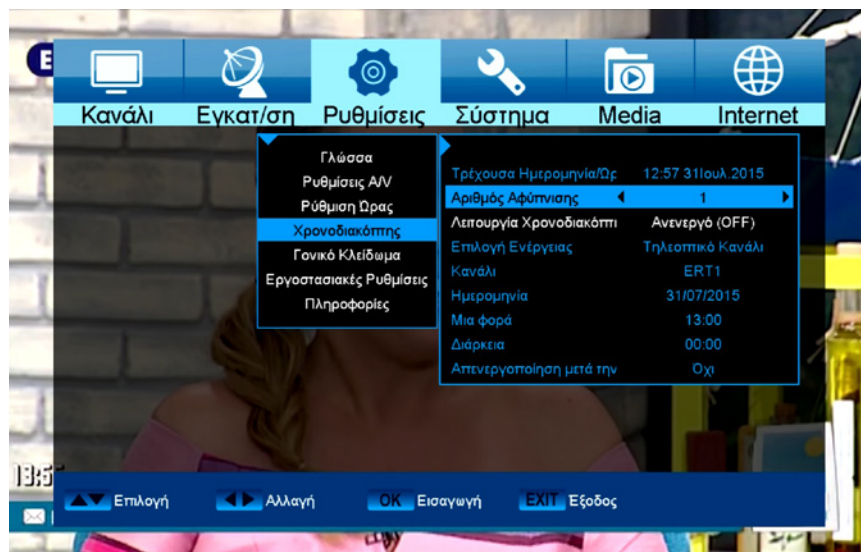 E
Κανάλι Εγκατ/ση Ρυθμίσεις Σύστημα Media Internet
Γλώσσα
Ρυθμίσεις A/V
Ρύθμιση Ώρας
Χρονοδιακόπτης
Γονικό Κλείδωμα
Εργοστασιακές Ρυθμίσεις
Πληροφορίες
Τρέχουσα Ημερομηνία/Ώρ 12:57 31Ιουλ.2015
Αριθμός Αφύπνισης 1
Λειτουργία Χρονοδιακόπτι Ανενεργό (OFF)
Επιλογή Ενέργειας Τηλεοπτικό Κανάλι
Κανάλι ERT1
Ημερομηνία 31/07/2015
Μια φορά 13:00
Διάρκεια 00:00
Απενεργοποίηση μετά την Όχι
13:5
Επιλογή Αλλαγή OK Εισαγωγή EXIT Έξοδος